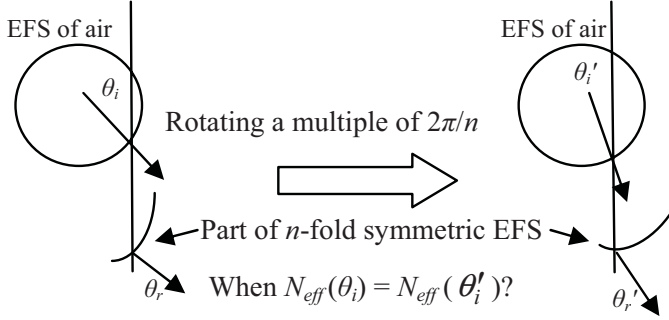 EFS of air
θi
EFS of air
θi′
Rotating a multiple of 2π/n
Part of n-fold symmetric EFS
θr
When Neff(θi) = Neff(θi′)?
θr′